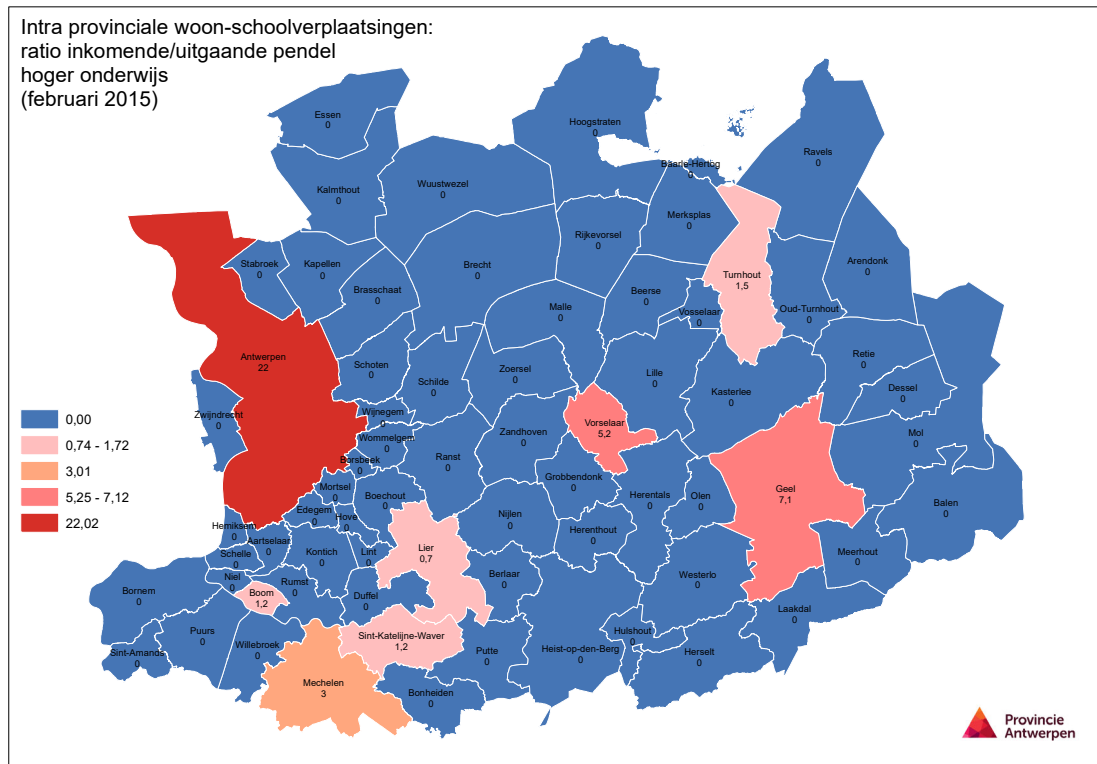 Intra provinciale woon-schoolverplaatsingen:
ratio inkomende/uitgaande pendel
hoger onderwijs
(februari 2015)
Essen
0
Hoogstraten
0
Ravels
0
Baarle-Hertog
0
Kalmthout
0
Wuustwezel
0
Merksplas
0
Rijkevorsel
0
Stabroek
0
Kapellen
0
Brecht
0
Turnhout
1,5
Arendonk
0
Brasschaat
0
Beerse
0
Malle
0
Vosselaar
0
Oud-Turnhout
0
Antwerpen
22
Schoten
0
Schilde
0
Zoersel
0
Lille
0
Kasterlee
0
Retie
0
Dessel
0
Zwijndrecht
0
Wijnegem
0
Wommelgem
0
Vorselaar
5,2
Zandhoven
0
Mol
0
Borsbeek
0
Ranst
0
Mortsel
0
Boechout
0
Grobbendonk
0
Herentals
0
Olen
0
Geel
7,1
Balen
0
Edegem
0
Hove
0
Nijlen
0
Hemiksem
0
Aartselaar
0
Herenthout
0
Schelle
0
Kontich
0
Lint
0
Lier
0,7
Meerhout
0
Niel
0
Boom
1,2
Rumst
0
Duffel
0
Berlaar
0
Westerlo
0
Bornem
0
Laakdal
0
Puurs
0
Willebroek
0
Sint-Katelijne-Waver
1,2
Hulshout
0
Sint-Amands
0
Putte
0
Heist-op-den-Berg
0
Herselt
0
Mechelen
3
Bonheiden
0
0,00
0,74 - 1,72
3,01
5,25 - 7,12
22,02
Provincie
Antwerpen